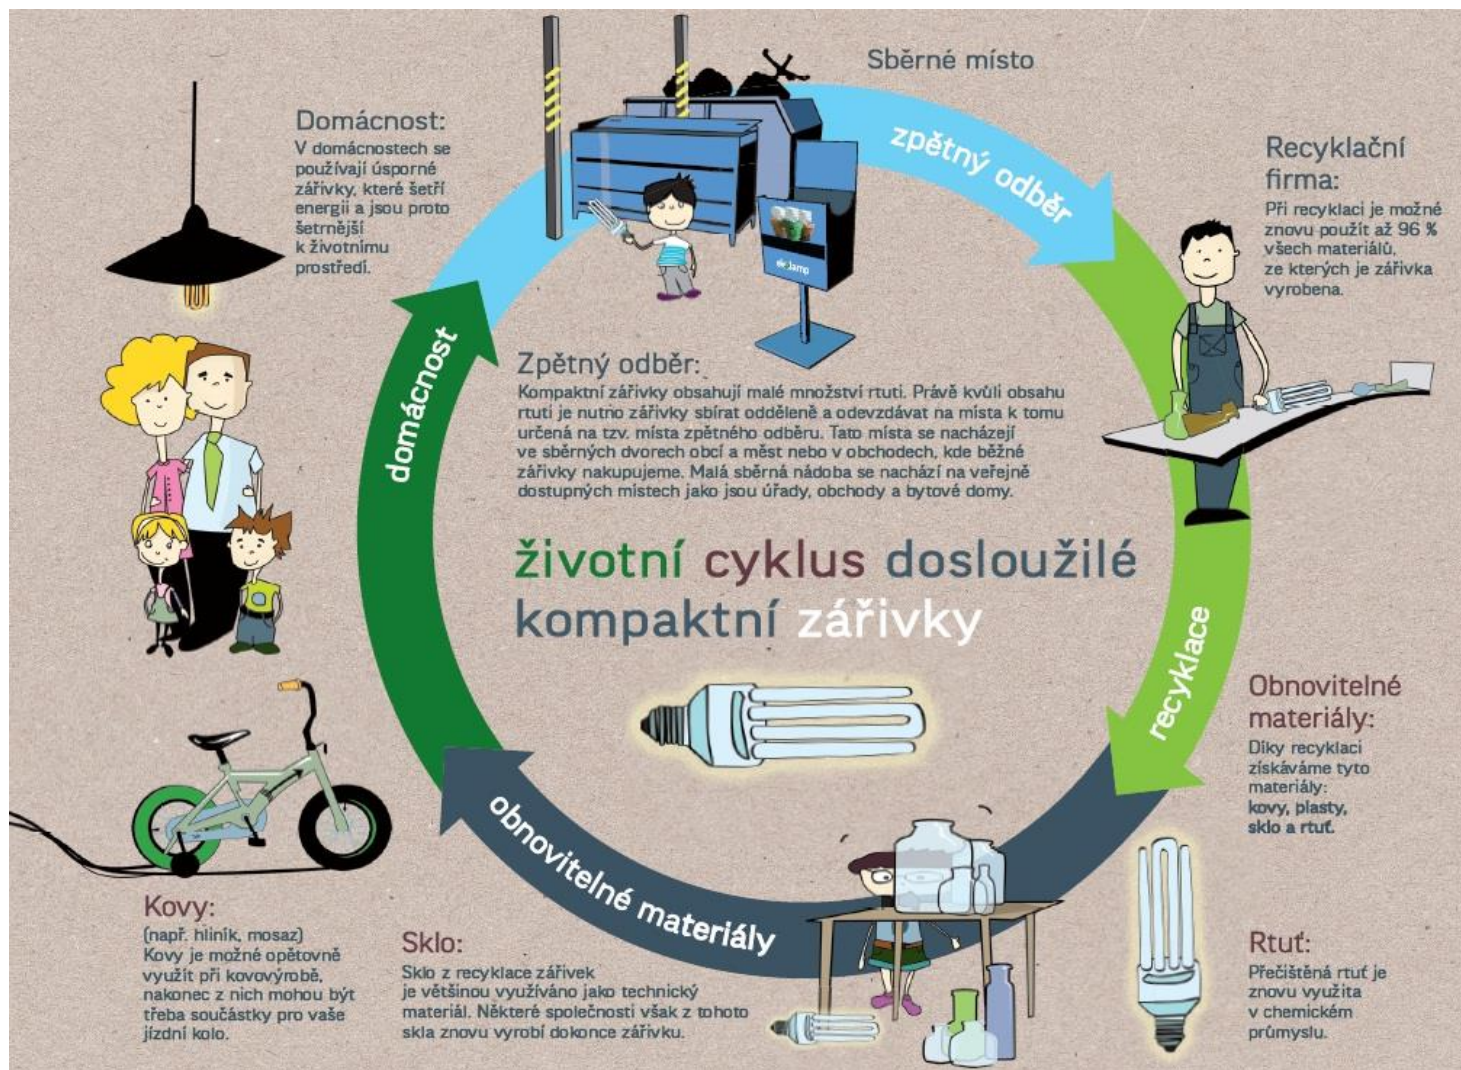 Sběrné místo
Domácnost:
V domácnostech se
používají úsporné
zářivky, které šetří
energii a jsou proto
šetrnější
k životnímu
prostředí.
zpětný odběr
Recyklační
firma:
Při recyklaci je možné
znovu použít až 96 %
všech materiálů,
ze kterých je zářivka
vyrobena.
ekolamp
domácnost
Zpětný odběr:
Kompaktní zářivky obsahují malé množství rtuti. Právě kvůli obsahu
rtuti je nutno zářivky sbírat odděleně a odevzdávat na místa k tomu
určená na tzv. místa zpětného odběru. Tato místa se nacházejí
ve sběrných dvorech obcí a měst nebo v obchodech, kde běžně
zářivky nakupujeme. Malá sběrná nádoba se nachází na veřejně
dostupných místech jako jsou úřady, obchody a bytové domy.
životní cyklus dosloužilé
kompaktní zářivky
recyklace
Obnovitelné
materiály:
Díky recyklaci
získáváme tyto
materiály:
kovy, plasty,
sklo a rtuť.
obnovitelné materiály
Kovy:
(např. hliník, mosaz)
Kovy je možné opětovně
využít při kovovýrobě,
nakonec z nich mohou být
třeba součástky pro vaše
jízdní kolo.
Sklo:
Sklo z recyklace zářivek
je většinou využíváno jako technický
materiál. Některé společnosti však z tohoto
skla znovu vyrobí dokonce zářivku.
Rtuť:
Přečištěná rtuť je
znovu využita
v chemickém
průmyslu.